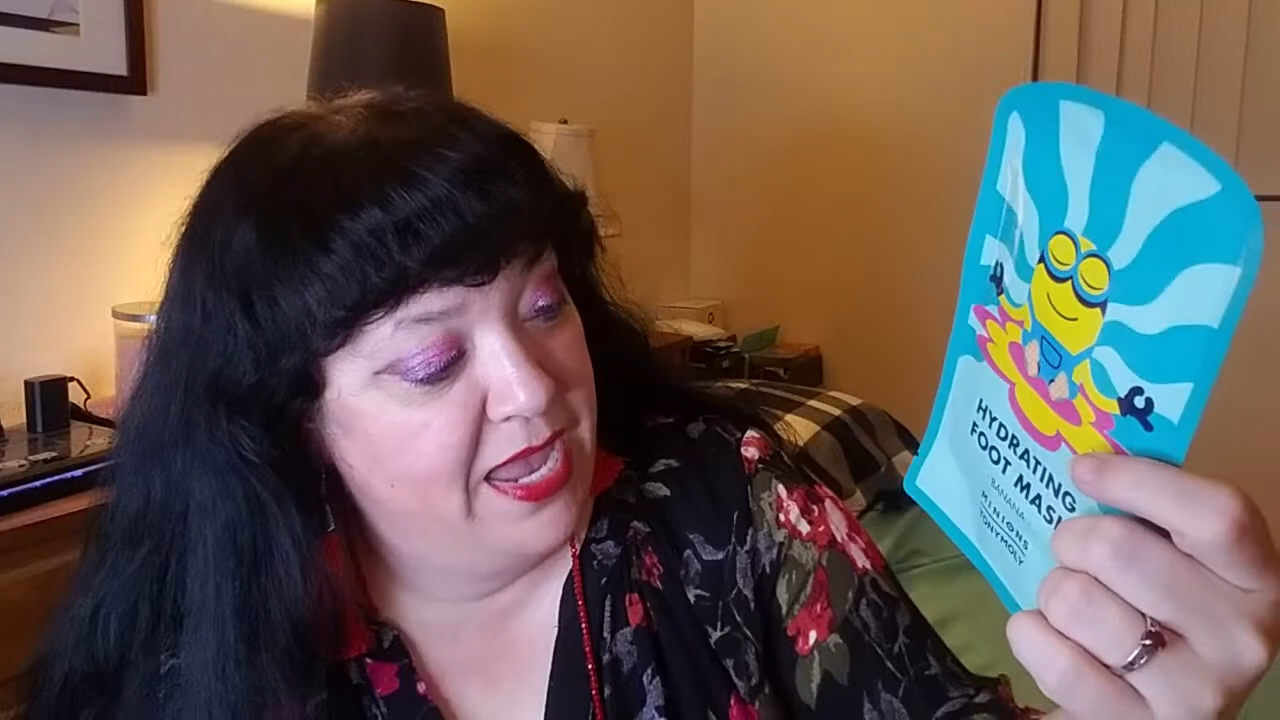 HYDRATING
FOOT MASK
BANANA
MINIONS
TONYMOLY